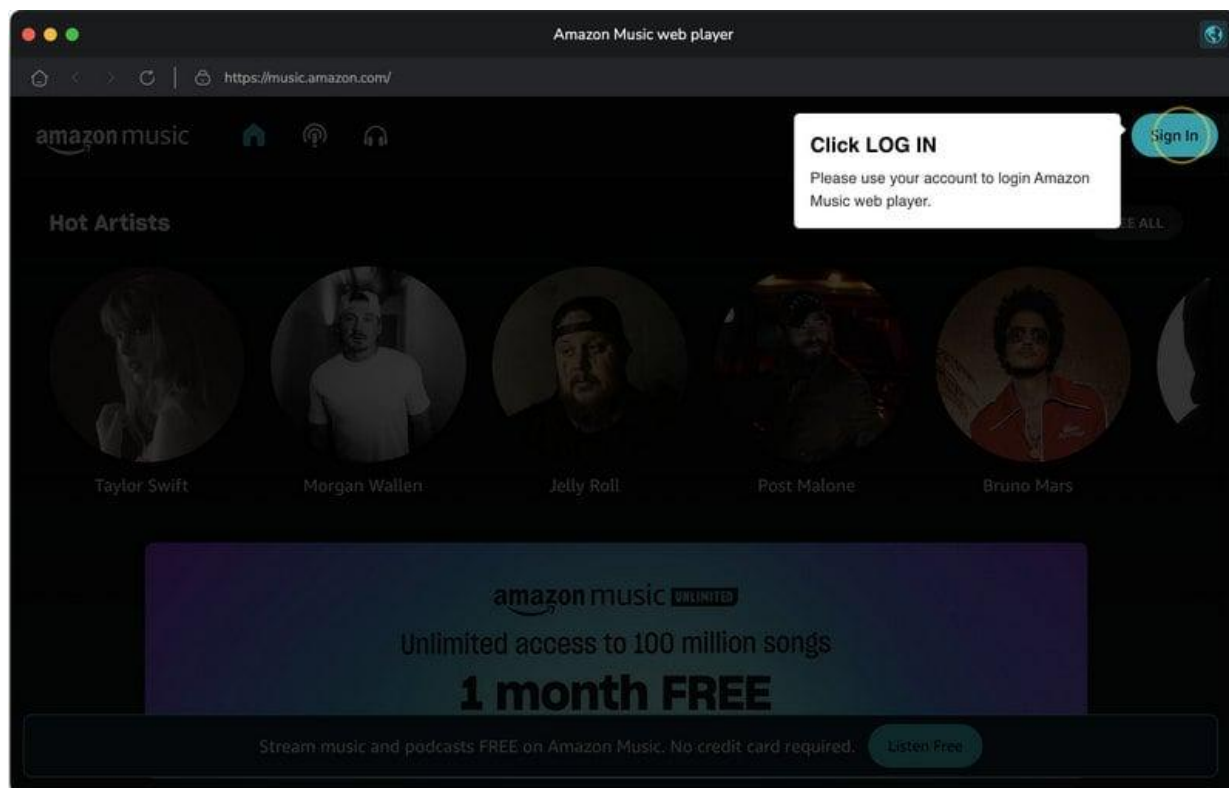 Amazon Music web player
https://music.amazon.com/
amazon music
Sign In
Click LOG IN
Please use your account to login Amazon
Music web player.
Hot Artists
EE ALL
Taylor Swift
Morgan Wallen
Jelly Roll
Post Malone
Bruno Mars
amazon music UNLIMITED
Unlimited access to 100 million songs
1 month FREE
Stream music and podcasts FREE on Amazon Music. No credit card required.
Listen Free